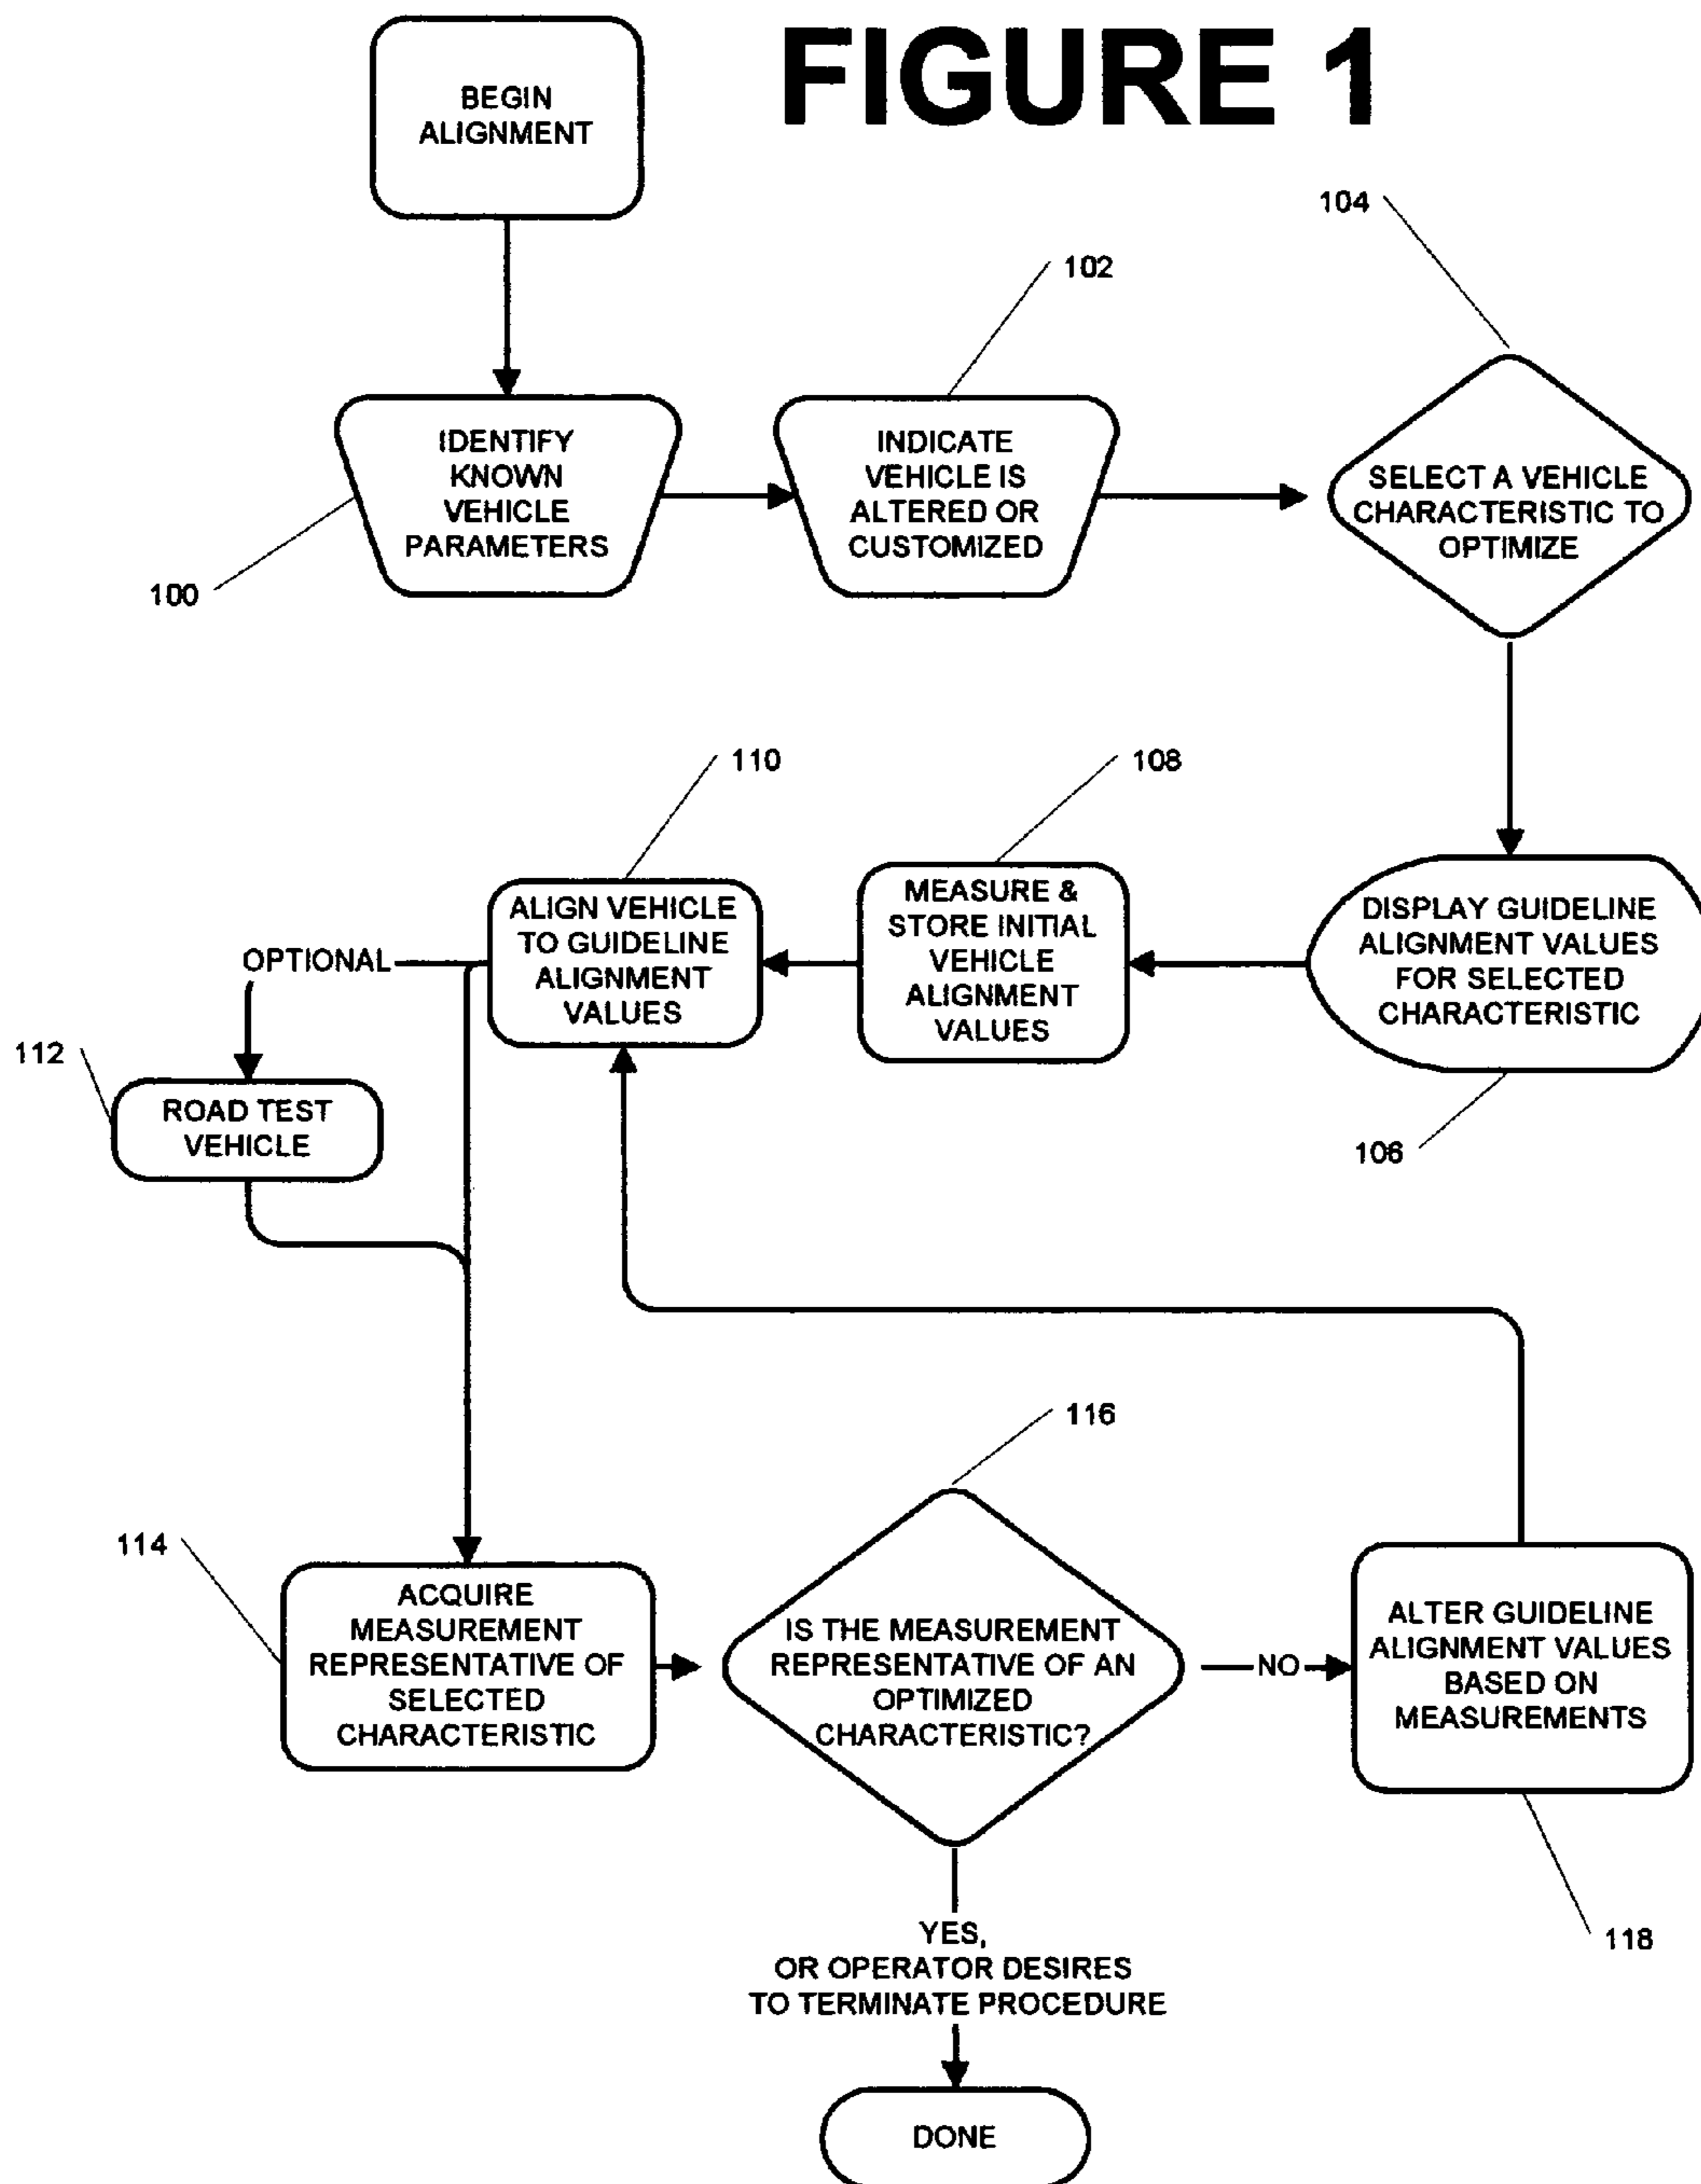 FIGURE 1
BEGIN
ALIGNMENT
104
102
IDENTIFY
KNOWN
VEHICLE
PARAMETERS
100
INDICATE
VEHICLE IS
ALTERED OR
CUSTOMIZED
SELECT A VEHICLE
CHARACTERISTIC TO
OPTIMIZE
110
108
DISPLAY GUIDELINE
ALIGNMENT VALUES
FOR SELECTED
CHARACTERISTIC
106
MEASURE &
STORE INITIAL
VEHICLE
ALIGNMENT
VALUES
ALIGN VEHICLE
TO GUIDELINE
ALIGNMENT
VALUES
OPTIONAL
112
ROAD TEST
VEHICLE
116
114
ACQUIRE
MEASUREMENT
REPRESENTATIVE OF
SELECTED
CHARACTERISTIC
IS THE MEASUREMENT
REPRESENTATIVE OF AN
OPTIMIZED
CHARACTERISTIC?
NO
ALTER GUIDELINE
ALIGNMENT VALUES
BASED ON
MEASUREMENTS
118
YES,
OR OPERATOR DESIRES
TO TERMINATE PROCEDURE
DONE